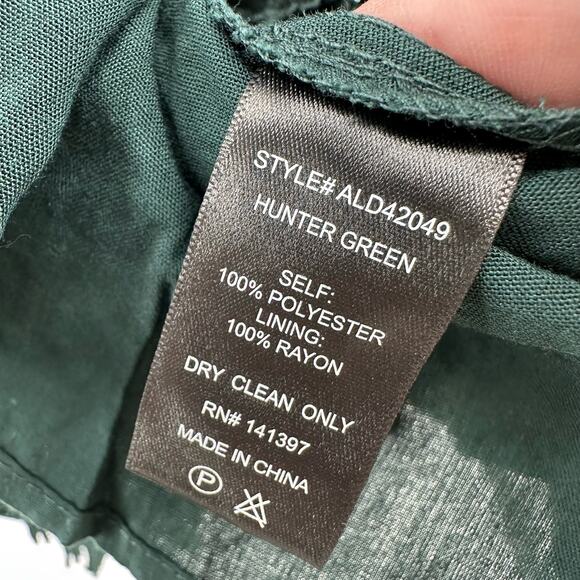 STYLE# ALD42049
HUNTER GREEN
SELF:
100% POLYESTER
LINING:
100% RAYON
DRY CLEAN ONLY
RN# 141397
MADE IN CHINA
P